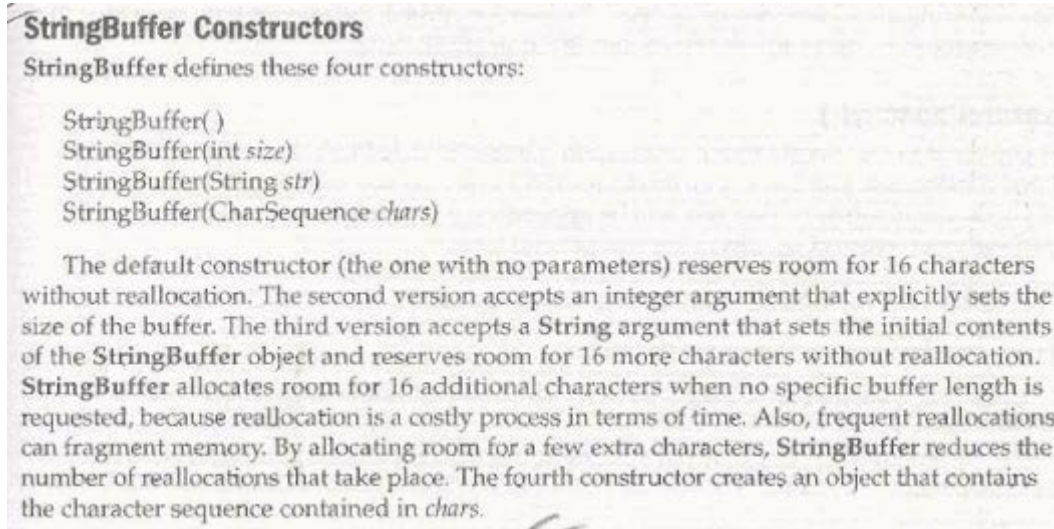 StringBuffer Constructors
StringBuffer defines these four constructors:
StringBuffer( )
StringBuffer(int size)
StringBuffer(String str)
StringBuffer(CharSequence chars)
The default constructor (the one with no parameters) reserves room for 16 characters
without reallocation. The second version accepts an integer argument that explicitly sets the
size of the buffer. The third version accepts a String argument that sets the initial contents
of the StringBuffer object and reserves room for 16 more characters without reallocation.
StringBuffer allocates room for 16 additional characters when no specific buffer length is
requested, because reallocation is a costly process in terms of time. Also, frequent reallocations
can fragment memory. By allocating room for a few extra characters, StringBuffer reduces the
number of reallocations that take place. The fourth constructor creates an object that contains
the character sequence contained in chars.